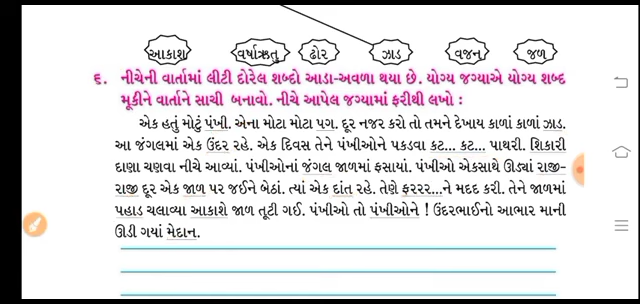 આકાશ વર્ષાઋતુ ઢોર ઝાડ વજન જળ
૬. નીચેની વાર્તામાં લીટી દોરેલ શબ્દો આડા-અવળા થયા છે. યોગ્ય જગ્યાએ યોગ્ય શબ્દ
મૂકીને વાર્તાને સાચી બનાવો. નીચે આપેલ જગ્યામાં ફરીથી લખો :
એક હતું મોટું પંખી. એના મોટા મોટા પગ. દૂર નજર કરો તો તમને દેખાય કાળાં કાળાં ઝાડ.
આ જંગલમાં એક ઉંદર રહે. એક દિવસ તેને પંખીઓને પકડવા કટ... કટ... પાથરી. શિકારી
દાણા ચણવા નીચે આવ્યાં. પંખીઓનાં જંગલ જાળમાં ફસાયાં. પંખીઓ એકસાથે ઊડ્યાં રાજી-
રાજી દૂર એક જાળ પર જઈને બેઠાં. ત્યાં એક દાંત રહે. તેણે ફરરર...ને મદદ કરી. તેને જાળમાં
પહાડ ચલાવ્યા આકાશે જાળ તૂટી ગઈ. પંખીઓ તો પંખીઓને ! ઉંદરભાઈનો આભાર માની
ઊડી ગયાં મેદાન.